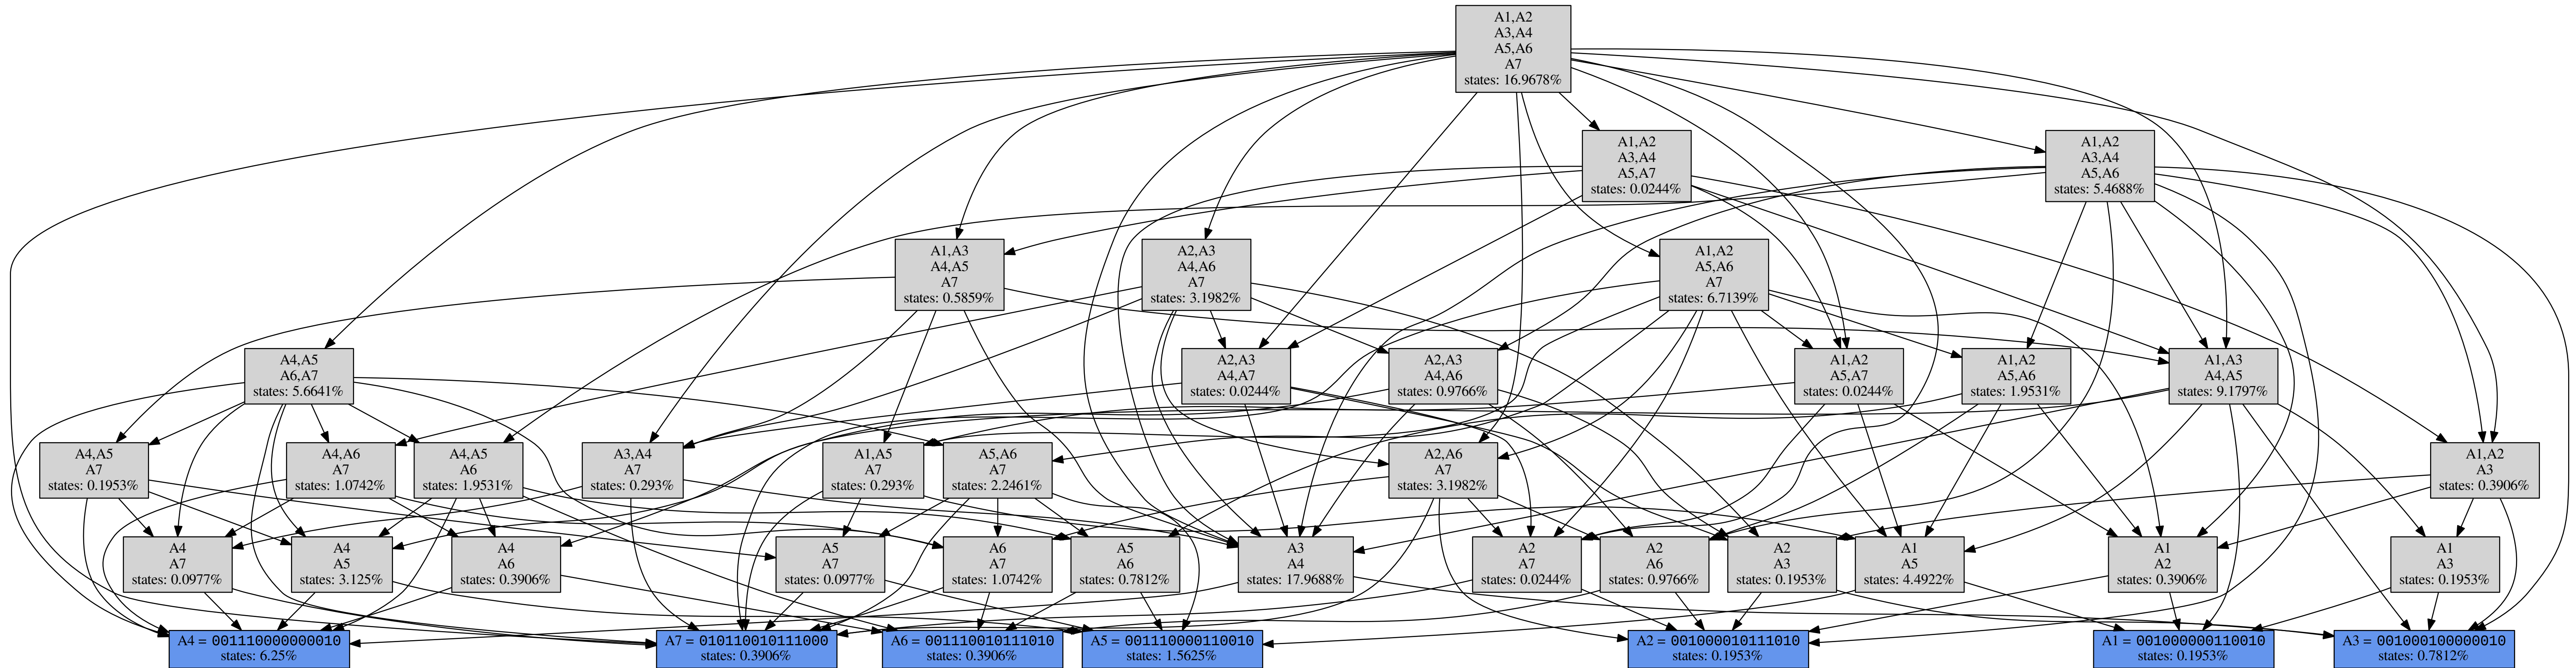 A1,A2
A3,A4
A5,A6
A7
states: 16.9678%
A1,A2
A3,A4
A5,A7
states: 0.0244%
A1,A2
A3,A4
A5,A6
states: 5.4688%
A1,A3
A4,A5
A7
states: 0.5859%
A2,A3
A4,A6
A7
states: 3.1982%
A1,A2
A5,A6
A7
states: 6.7139%
A4,A5
A6,A7
states: 5.6641%
A2,A3
A4,A7
states: 0.0244%
A2,A3
A4,A6
states: 0.9766%
A1,A2
A5,A7
states: 0.0244%
A1,A2
A5,A6
states: 1.9531%
A1,A3
A4,A5
states: 9.1797%
A4,A5
A7
states: 0.1953%
A4,A6
A7
states: 1.0742%
A4,A5
A6
states: 1.9531%
A3,A4
A7
states: 0.293%
A1,A5
A7
states: 0.293%
A5,A6
A7
states: 2.2461%
A2,A6
A7
states: 3.1982%
A1,A2
A3
states: 0.3906%
A4
A7
states: 0.0977%
A4
A5
states: 3.125%
A4
A6
states: 0.3906%
A5
A7
states: 0.0977%
A6
A7
states: 1.0742%
A5
A6
states: 0.7812%
A3
A4
states: 17.9688%
A2
A7
states: 0.0244%
A2
A6
states: 0.9766%
A2
A3
states: 0.1953%
A1
A5
states: 4.4922%
A1
A2
states: 0.3906%
A1
A3
states: 0.1953%
A4 = 0011110000000010
states: 6.25%
A7 = 0101100101111000
states: 0.3906%
A6 = 0011100101111010
states: 0.3906%
A5 = 0011100000110010
states: 1.5625%
A2 = 0010000101111010
states: 0.1953%
A1 = 0010000000110010
states: 0.1953%
A3 = 0010001000000010
states: 0.7812%